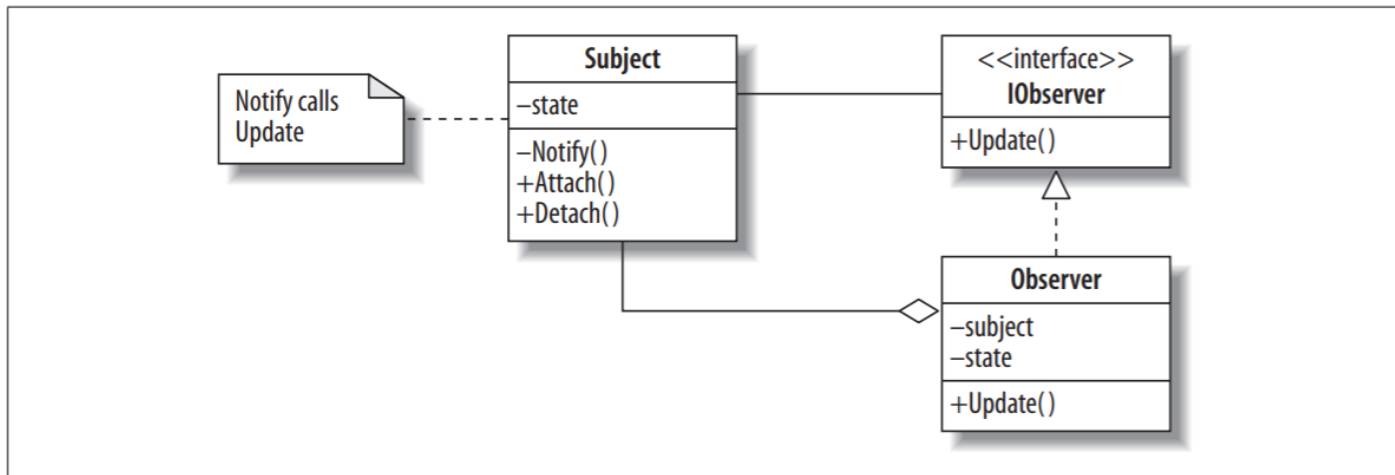 Notify calls
Update
Subject
–state
–Notify()
+Attach()
+Detach()
<<interface>>
IObserver
+Update()
Observer
–subject
–state
+Update()